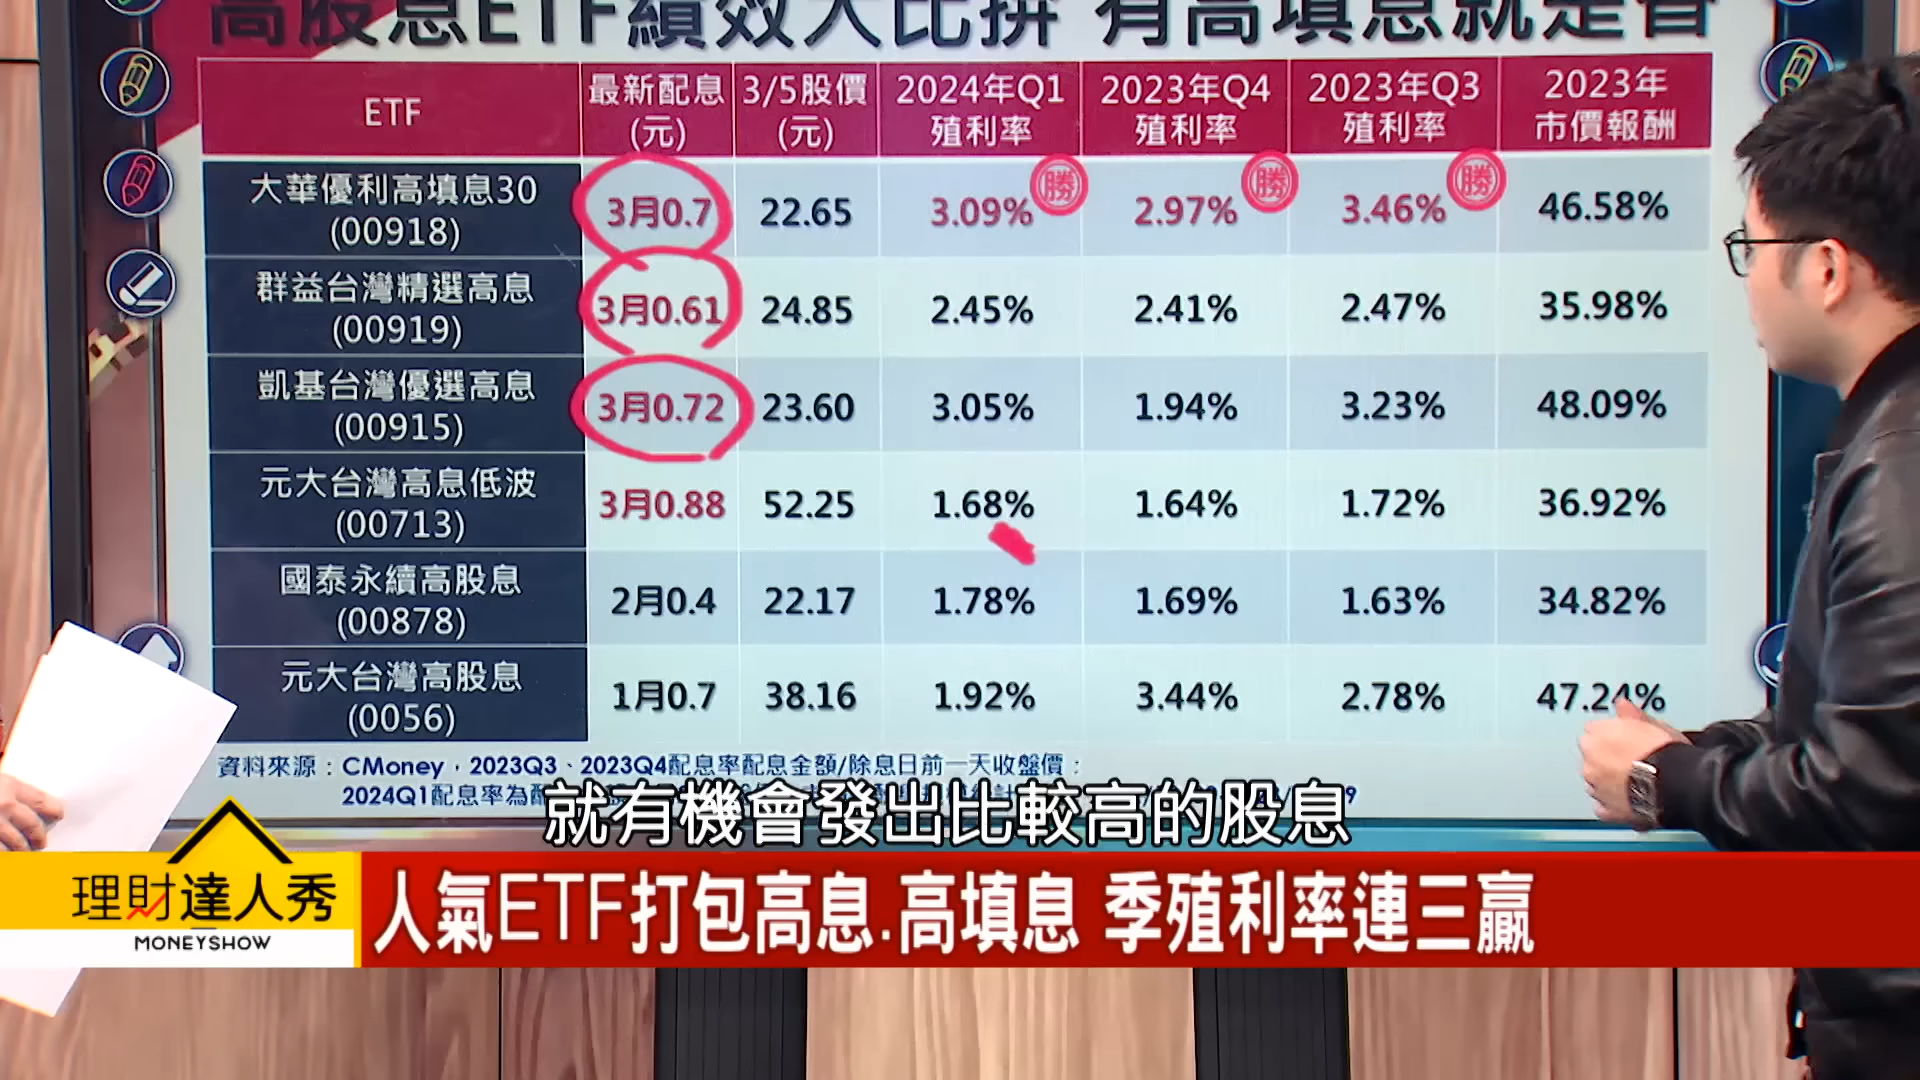 高股息ETF績效大比拚 有高填息就是香
ETF
最新配息
(元)
3/5股價
(元)
2024年Q1
殖利率
2023年Q4
殖利率
2023年Q3
殖利率
2023年
市價報酬
大華優利高填息30
(00918)
3月0.7
22.65
3.09%
勝
2.97%
勝
3.46%
勝
46.58%
群益台灣精選高息
(00919)
3月0.61
24.85
2.45%
2.41%
2.47%
35.98%
凱基台灣優選高息
(00915)
3月0.72
23.60
3.05%
1.94%
3.23%
48.09%
元大台灣高息低波
(00713)
3月0.88
52.25
1.68%
1.64%
1.72%
36.92%
國泰永續高股息
(00878)
2月0.4
22.17
1.78%
1.69%
1.63%
34.82%
元大台灣高股息
(0056)
1月0.7
38.16
1.92%
3.44%
2.78%
47.24%
資料來源：CMoney，2023Q3、2023Q4配息率配息金額/除息日前一天收盤價；
2024Q1配息率為配
就有機會發出比較高的股息
理財達人秀
MONEYSHOW
人氣ETF打包高息.高填息 季殖利率連三贏